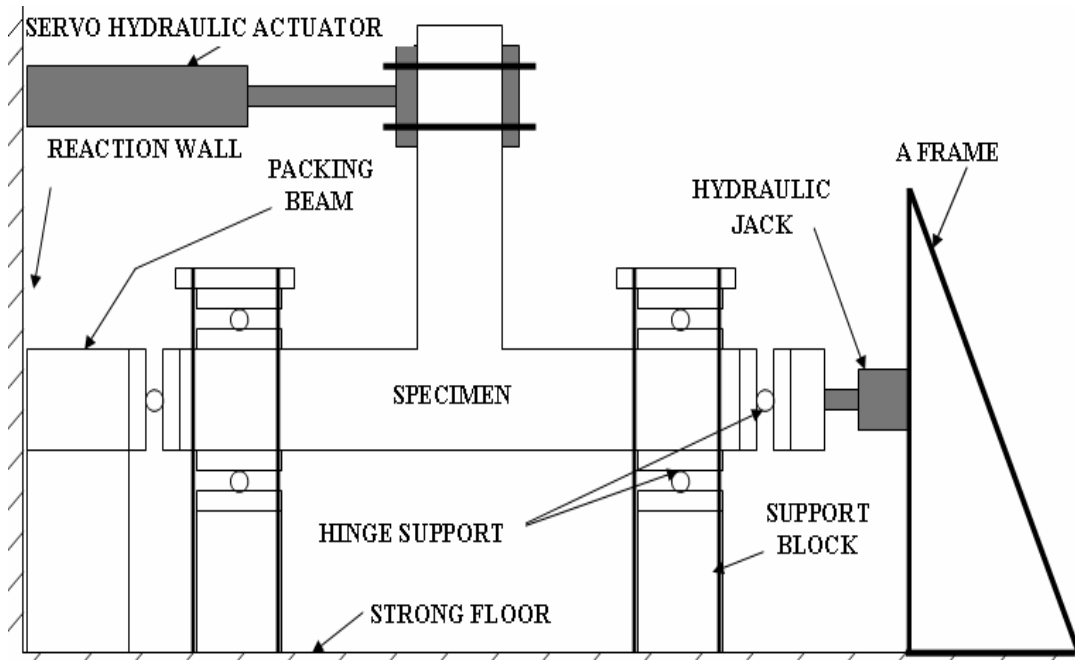 SERVO HYDRAULIC ACTUATOR
REACTION WALL
PACKING
BEAM
A FRAME
HYDRAULIC
JACK
SPECIMEN
HINGE SUPPORT
SUPPORT
BLOCK
STRONG FLOOR